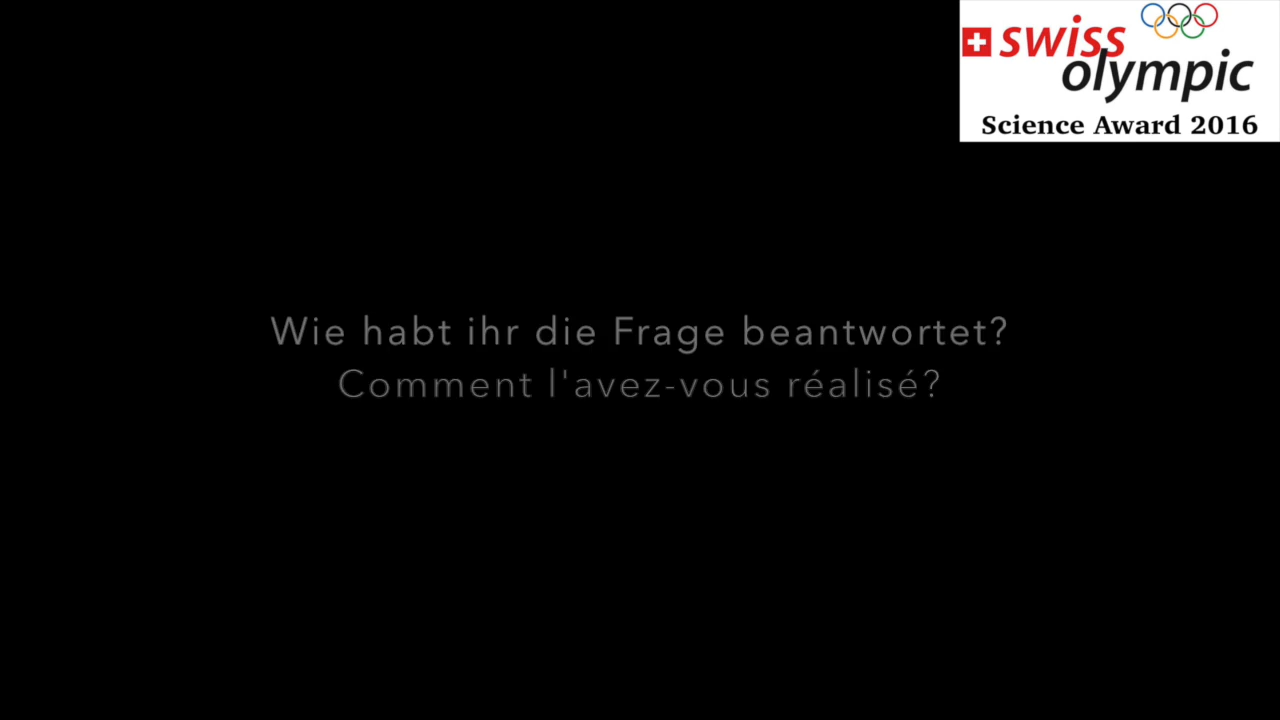 swiss
olympic
Science Award 2016
Wie habt ihr die Frage beantwortet?
Comment l'avez-vous réalisé?